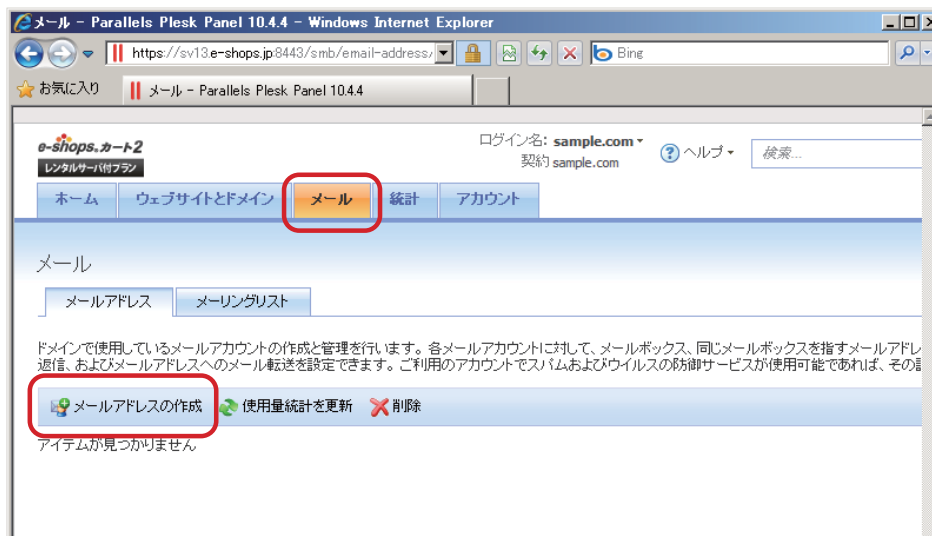 メール - Parallels Plesk Panel 10.4.4 - Windows Internet Explorer
https://sv13.e-shops.jp:8443/smb/email-address/ Bing
お気に入り メール - Parallels Plesk Panel 10.4.4
e-shops カート2
レンタルサーバ付プラン
ログイン名: sample.com
契約 sample.com
ヘルプ
検索...
ホーム ウェブサイトとドメイン メール 統計 アカウント
メール
メールアドレス メーリングリスト
ドメインで使用しているメールアカウントの作成と管理を行います。各メールアカウントに対して、メールボックス、同じメールボックスを指すメールアドレ
返信、およびメールアドレスへのメール転送を設定できます。ご利用のアカウントでスパムおよびウイルスの防御サービスが使用可能であれば、その
メールアドレスの作成 使用量統計を更新 削除
アイテムが見つかりません